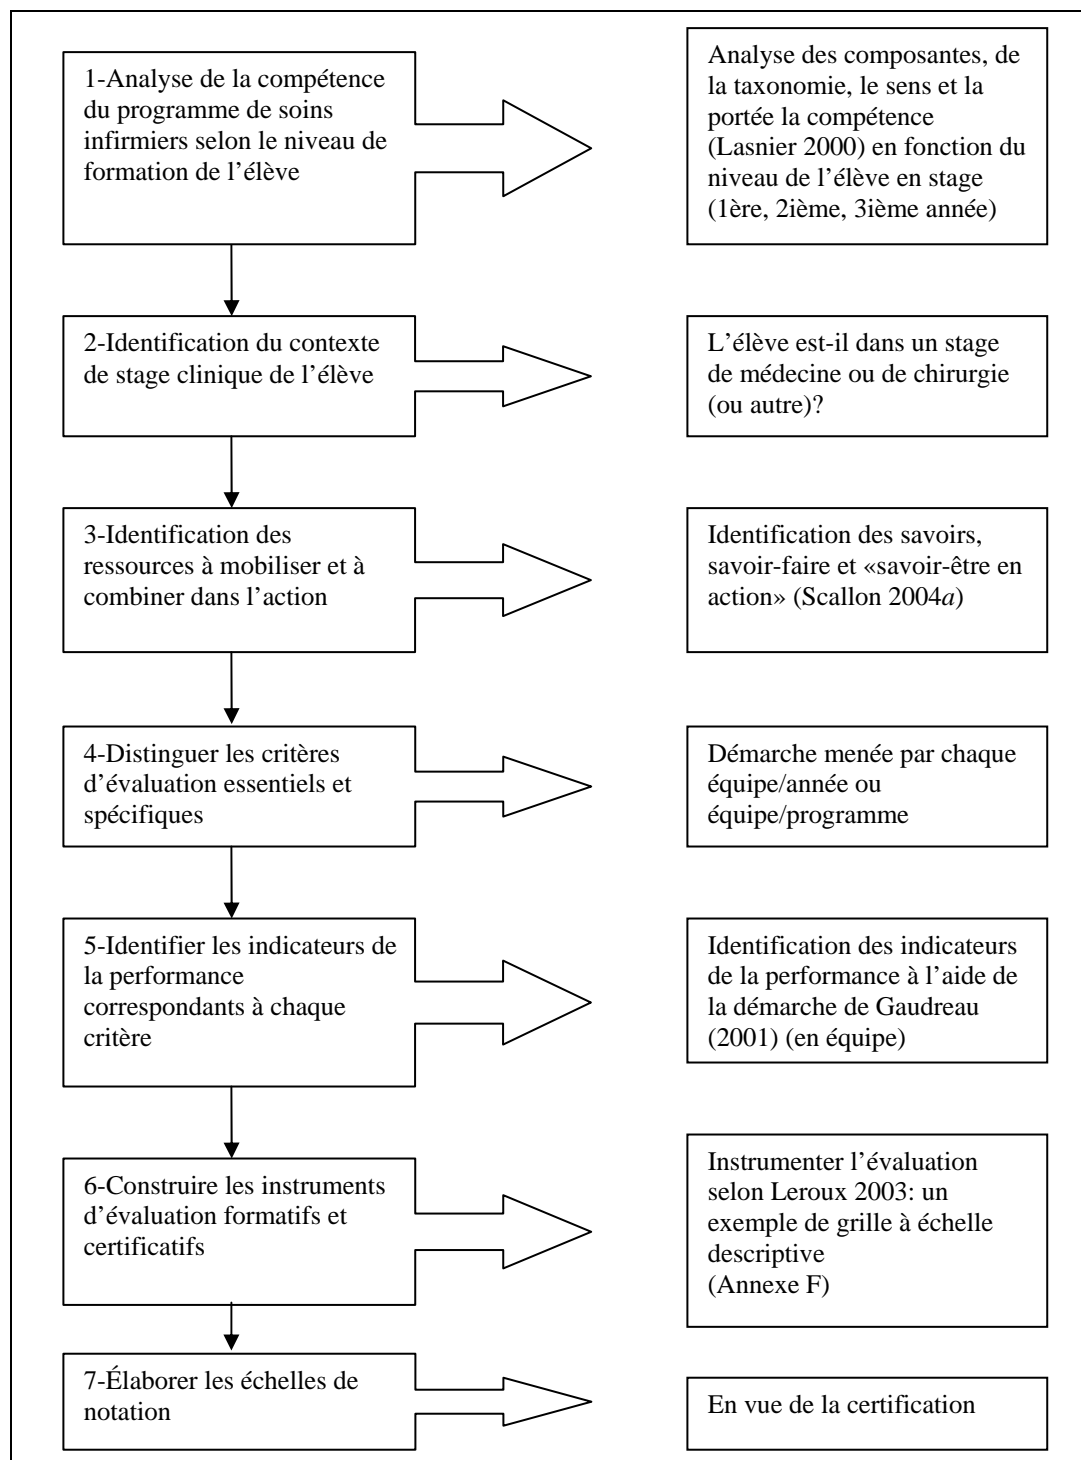 1-Analyse de la compétence
du programme de soins
infirmiers selon le niveau de
formation de l’élève
Analyse des composantes, de
la taxonomie, le sens et la
portée la compétence
(Lasnier 2000) en fonction du
niveau de l’élève en stage
(1ère, 2ième, 3ième année)
2-Identification du contexte
de stage clinique de l’élève
L’élève est-il dans un stage
de médecine ou de chirurgie
(ou autre)?
3-Identification des
ressources à mobiliser et à
combiner dans l’action
Identification des savoirs,
savoir-faire et «savoir-être en
action» (Scallon 2004a)
4-Distinguer les critères
d’évaluation essentiels et
spécifiques
Démarche menée par chaque
équipe/année ou
équipe/programme
5-Identifier les indicateurs de
la performance
correspondants à chaque
critère
Identification des indicateurs
de la performance à l’aide de
la démarche de Gaudreau
(2001) (en équipe)
6-Construire les instruments
d’évaluation formatifs et
certificatifs
Instrumenter l’évaluation
selon Leroux 2003: un
exemple de grille à échelle
descriptive
(Annexe F)
7-Élaborer les échelles de
notation
En vue de la certification